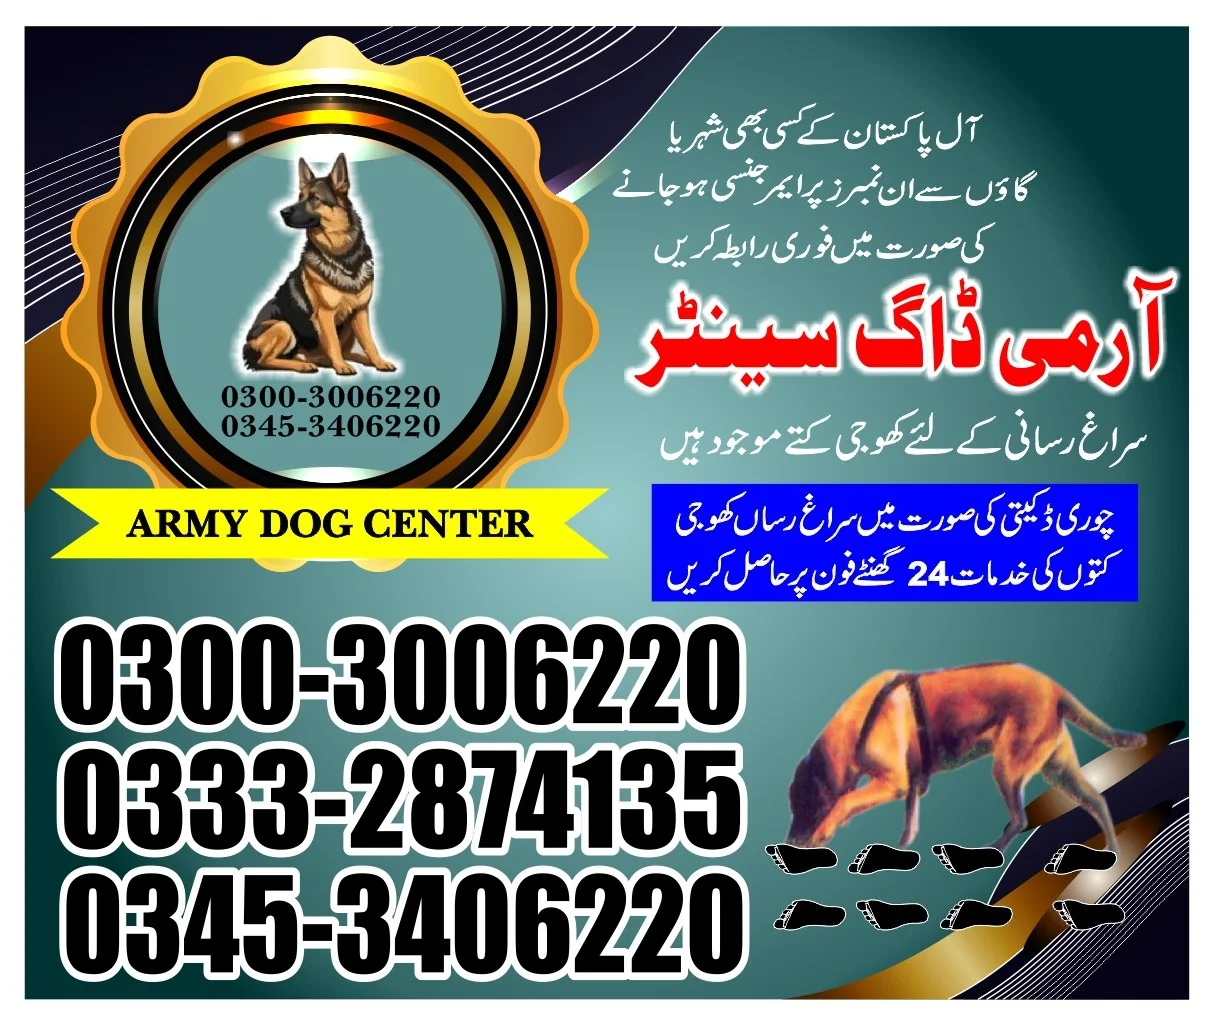 آل پاکستان کے کسی بھی شہر یا
گاؤں سے ان نمبرز پر ایمرجنسی ہوجانے
کی صورت میں فوری رابطہ کریں
آرمی ڈاگ سینٹر
سراغ رسانی کے لئے کھوجی کتے موجود ہیں
چوری ڈکیتی کی صورت میں سراغ رساں کھوجی
کتوں کی خدمات 24 گھنٹے فون پر حاصل کریں
0300-3006220
0345-3406220
ARMY DOG CENTER
0300-3006220
0333-2874135
0345-3406220